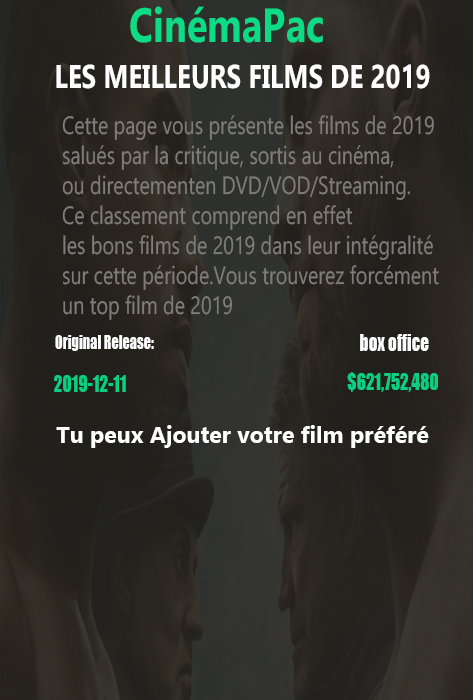 CinémaPac
LES MEILLEURS FILMS DE 2019
Cette page vous présente les films de 2019
salués par la critique, sortis au cinéma,
ou directementen DVD/VOD/Streaming.
Ce classement comprend en effet
les bons films de 2019 dans leur intégralité
sur cette période.Vous trouverez forcément
un top film de 2019
Original Release: box office
2019-12-11 $621,752,480
Tu peux Ajouter votre film préféré